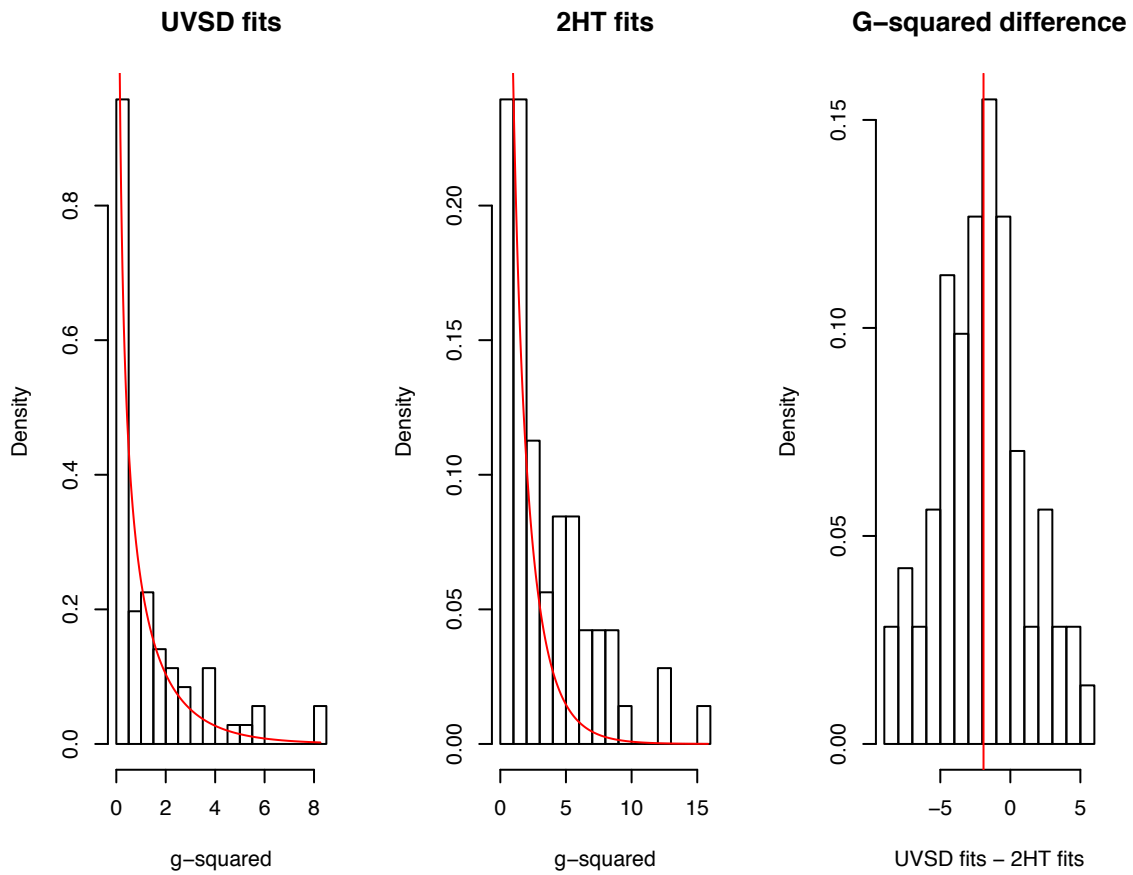 UVSD fits
Density
0.0 0.2 0.4 0.6 0.8
0 2 4 6 8
g−squared
2HT fits
Density
0.00 0.05 0.10 0.15 0.20
0 5 10 15
g−squared
G−squared difference
Density
0.00 0.05 0.10 0.15
−5 0 5
UVSD fits − 2HT fits